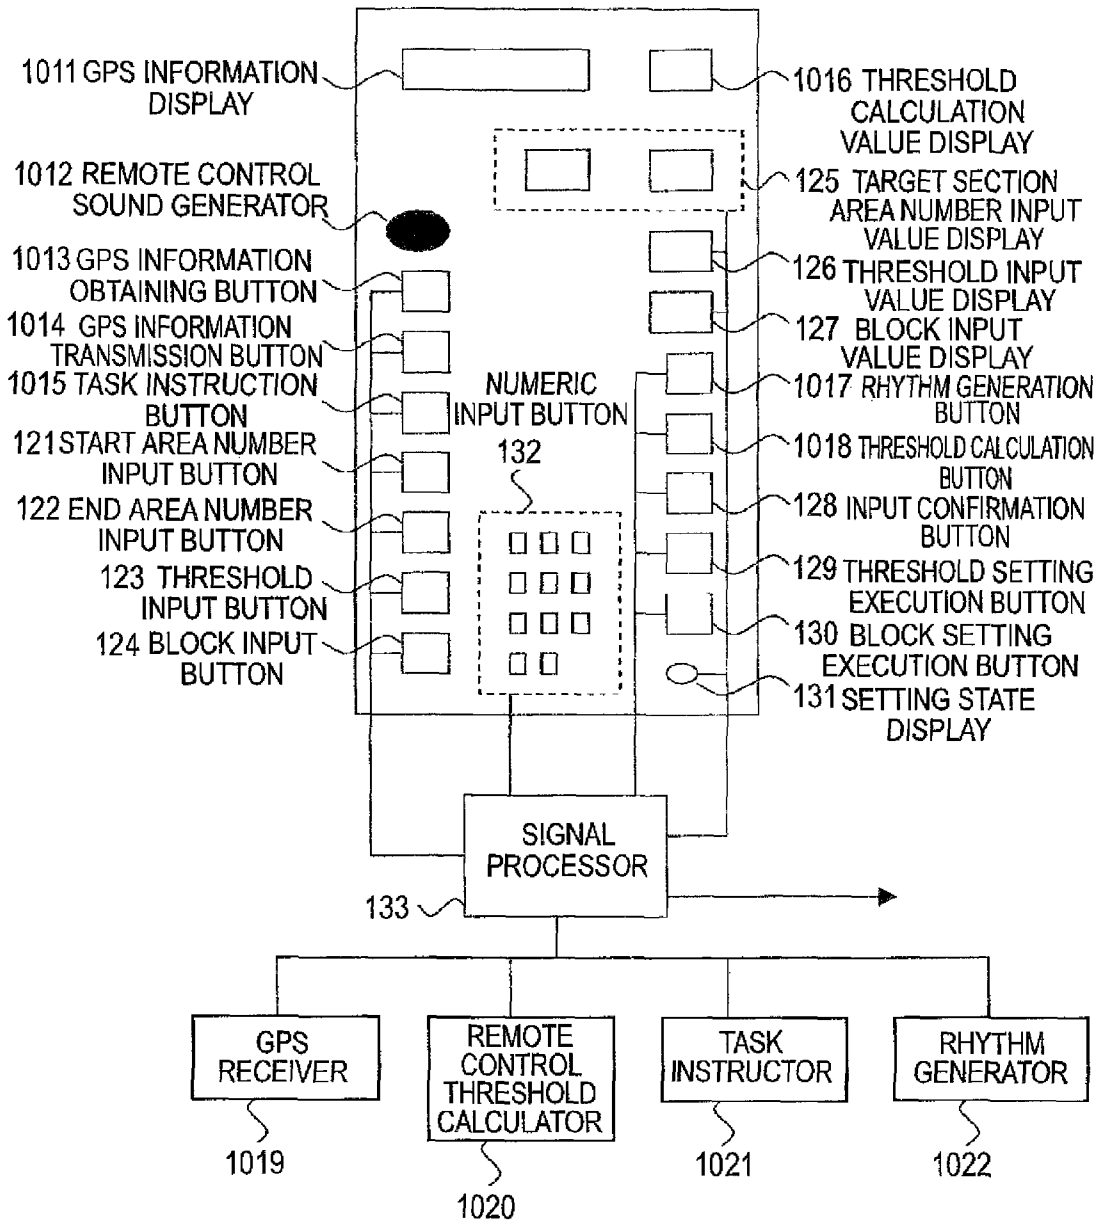 1011 GPS INFORMATION
DISPLAY
1012 REMOTE CONTROL
SOUND GENERATOR
1013 GPS INFORMATION
OBTAINING BUTTON
1014 GPS INFORMATION
TRANSMISSION BUTTON
1015 TASK INSTRUCTION
BUTTON
121 START AREA NUMBER
INPUT BUTTON
122 END AREA NUMBER
INPUT BUTTON
123 THRESHOLD
INPUT BUTTON
124 BLOCK INPUT
BUTTON
NUMERIC
INPUT BUTTON
132
1016 THRESHOLD
CALCULATION
VALUE DISPLAY
125 TARGET SECTION
AREA NUMBER INPUT
VALUE DISPLAY
126 THRESHOLD INPUT
VALUE DISPLAY
127 BLOCK INPUT
VALUE DISPLAY
1017 RHYTHM GENERATION
BUTTON
1018 THRESHOLD CALCULATION
BUTTON
128 INPUT CONFIRMATION
BUTTON
129 THRESHOLD SETTING
EXECUTION BUTTON
130 BLOCK SETTING
EXECUTION BUTTON
131 SETTING STATE
DISPLAY
SIGNAL
PROCESSOR
133
GPS
RECEIVER
1019
REMOTE
CONTROL
THRESHOLD
CALCULATOR
1020
TASK
INSTRUCTOR
1021
RHYTHM
GENERATOR
1022